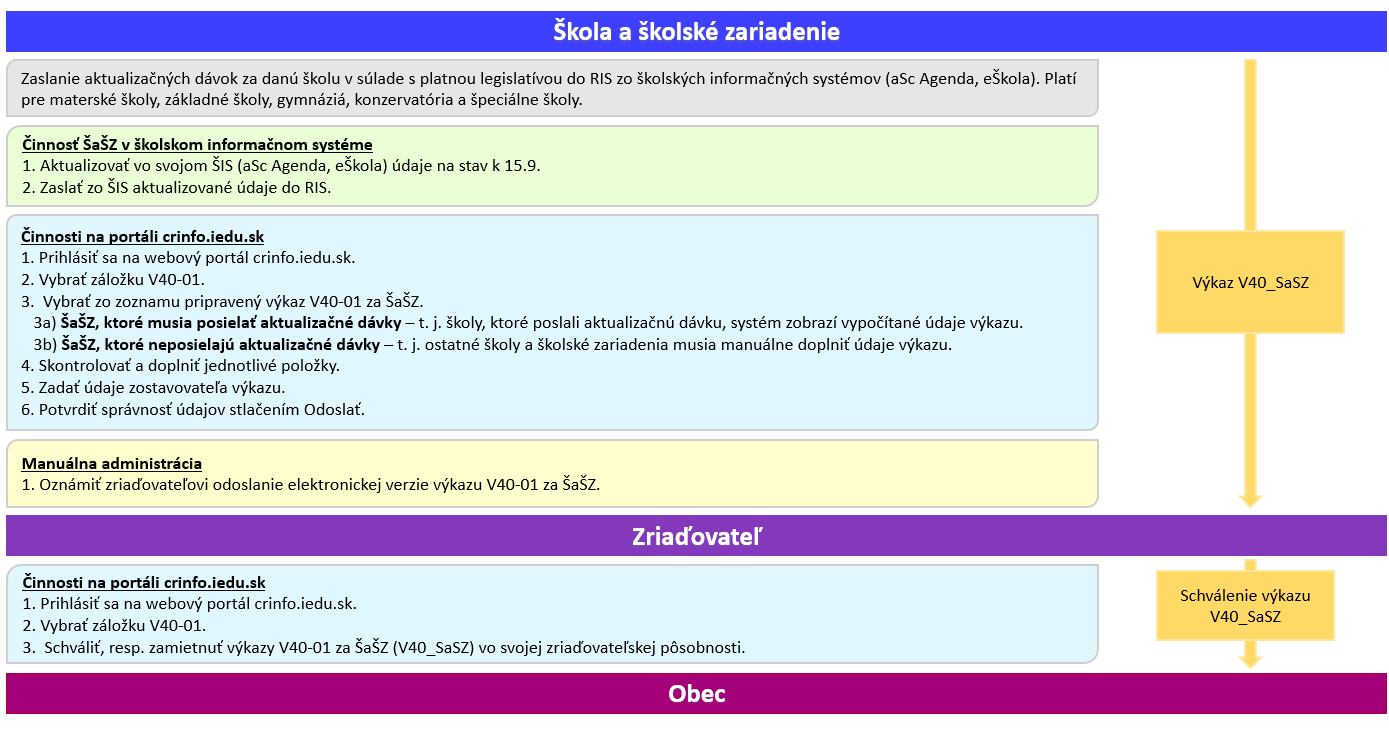 Škola a školské zariadenie
Zaslanie aktualizačných dávok za danú školu v súlade s platnou legislatívou do RIS zo školských informačných systémov (aSc Agenda, eŠkola). Platí
pre materské školy, základné školy, gymnáziá, konzervatória a špeciálne školy.
Činnosť ŠaŠZ v školskom informačnom systéme
1. Aktualizovať vo svojom ŠIS (aSc Agenda, eŠkola) údaje na stav k 15.9.
2. Zaslať zo ŠIS aktualizované údaje do RIS.
Činnosti na portáli crinfo.iedu.sk
1. Prihlásiť sa na webový portál crinfo.iedu.sk.
2. Vybrať záložku V40-01.
3. Vybrať zo zoznamu pripravený výkaz V40-01 za ŠaŠZ.
3a) ŠaŠZ, ktoré musia posielať aktualizačné dávky – t. j. školy, ktoré poslali aktualizačnú dávku, systém zobrazí vypočítané údaje výkazu.
3b) ŠaŠZ, ktoré neposielajú aktualizačné dávky – t. j. ostatné školy a školské zariadenia musia manuálne doplniť údaje výkazu.
4. Skontrolovať a doplniť jednotlivé položky.
5. Zadať údaje zostavovateľa výkazu.
6. Potvrdiť správnosť údajov stlačením Odoslať.
Výkaz V40_SaSZ
Manuálna administrácia
1. Oznámiť zriaďovateľovi odoslanie elektronickej verzie výkazu V40-01 za ŠaŠZ.
Zriaďovateľ
Činnosti na portáli crinfo.iedu.sk
1. Prihlásiť sa na webový portál crinfo.iedu.sk.
2. Vybrať záložku V40-01.
3. Schváliť, resp. zamietnuť výkazy V40-01 za ŠaŠZ (V40_SaSZ) vo svojej zriaďovateľskej pôsobnosti.
Schválenie výkazu
V40_SaSZ
Obec